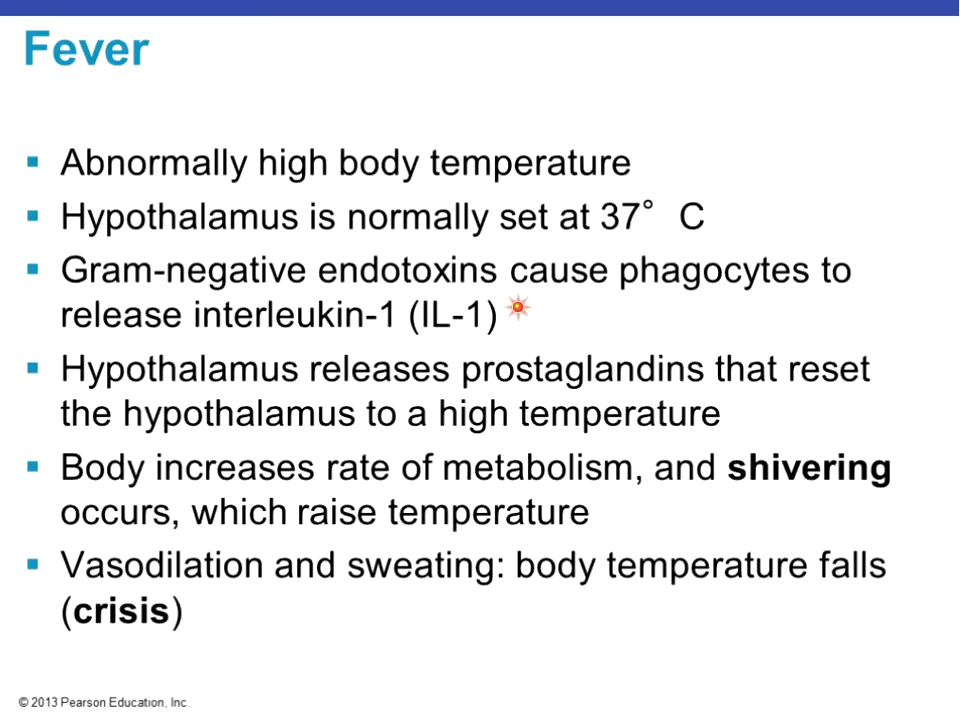 Fever
▪ Abnormally high body temperature
▪ Hypothalamus is normally set at 37° C
▪ Gram-negative endotoxins cause phagocytes to
release interleukin-1 (IL-1)
▪ Hypothalamus releases prostaglandins that reset
the hypothalamus to a high temperature
▪ Body increases rate of metabolism, and shivering
occurs, which raise temperature
▪ Vasodilation and sweating: body temperature falls
(crisis)
© 2013 Pearson Education, Inc.